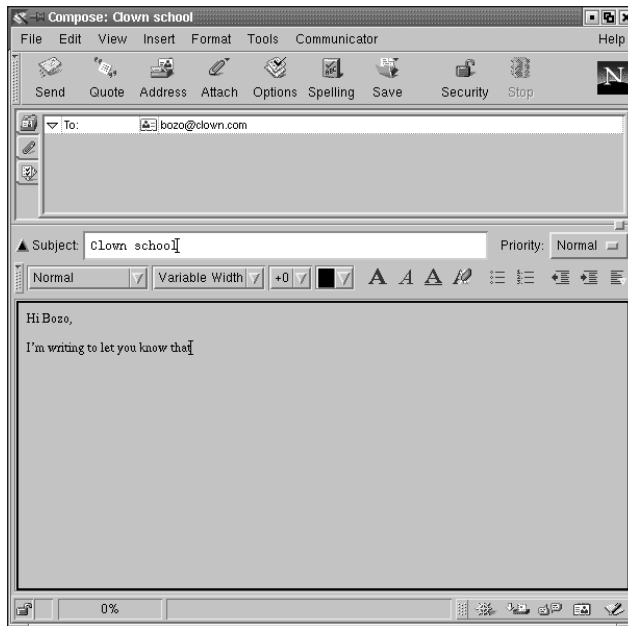 Compose: Clown school
File Edit View Insert Format Tools Communicator Help
Send Quote Address Attach Options Spelling Save Security Stop
N
To: bozo@clown.com
Subject: Clown school Priority: Normal
Normal Variable Width +0 A A A
Hi Bozo,
I'm writing to let you know that
0%